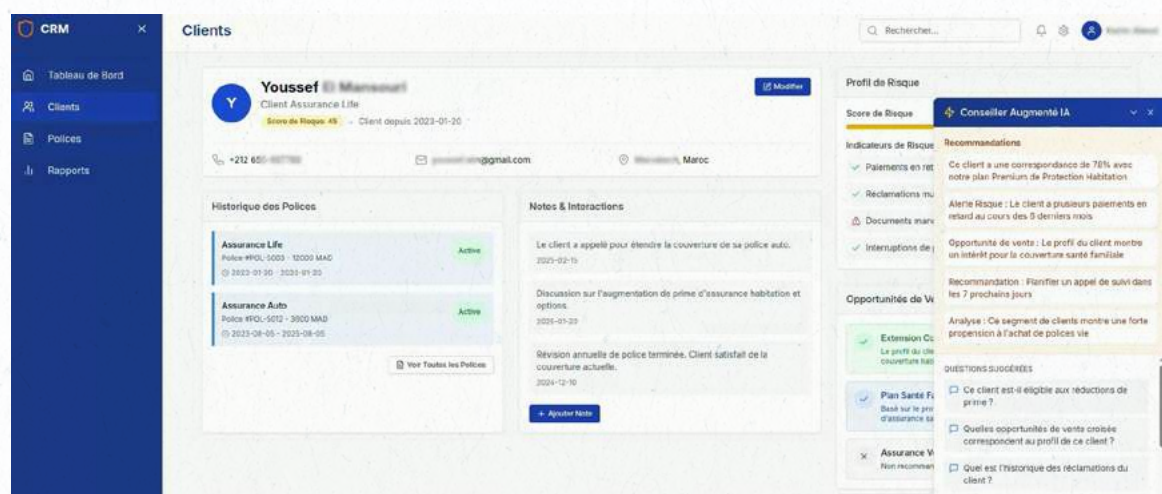 CRM
×
Tableau de Bord
Clients
Polices
Rapports
Clients
Rechercher...
Youssef
Client Assurance Life
Score de Risque: 45 - Client depuis 2023-01-20
Modifier
+212 6
@gmail.com
, Maroc
Historique des Polices
Assurance Life
Police #POL-5003 - 12000 MAD
Active
Assurance Auto
Police #POL-5012 - 3600 MAD
2023-08-05 - 2025-08-05
Active
Voir Toutes les Polices
Notes & Interactions
Le client a appelé pour étendre la couverture de sa police auto.
2025-02-15
Discussion sur l'augmentation de prime d'assurance habitation et
options.
2025-01-23
Révision annuelle de police terminée. Client satisfait de la
couverture actuelle.
2024-12-10
+ Ajouter Note
Profil de Risque
Score de Risque
Indicateurs de Risque
Paiements en ret
Réclamations mu
Documents manq
Interruptions de p
Opportunités de Ve
Extension Co
Le profil du clie
couverture hab
Plan Santé Fa
Basé sur le pro
d'assurance sa
Assurance V
Non recomman
Conseiller Augmenté IA
Recommandations
Ce client a une correspondance de 78% avec
notre plan Premium de Protection Habitation
Alerte Risque : Le client a plusieurs paiements en
retard au cours des 6 derniers mois
Opportunité de vente : Le profil du client montre
un intérêt pour la couverture santé familiale
Recommandation : Planifier un appel de suivi dans
les 7 prochains jours
Analyse : Ce segment de clients montre une forte
propension à l'achat de polices vie
QUESTIONS SUGGÉRÉES
Ce client est-il éligible aux réductions de
prime ?
Quelles opportunités de vente croisée
correspondent au profil de ce client ?
Quel est l'historique des réclamations du
client ?